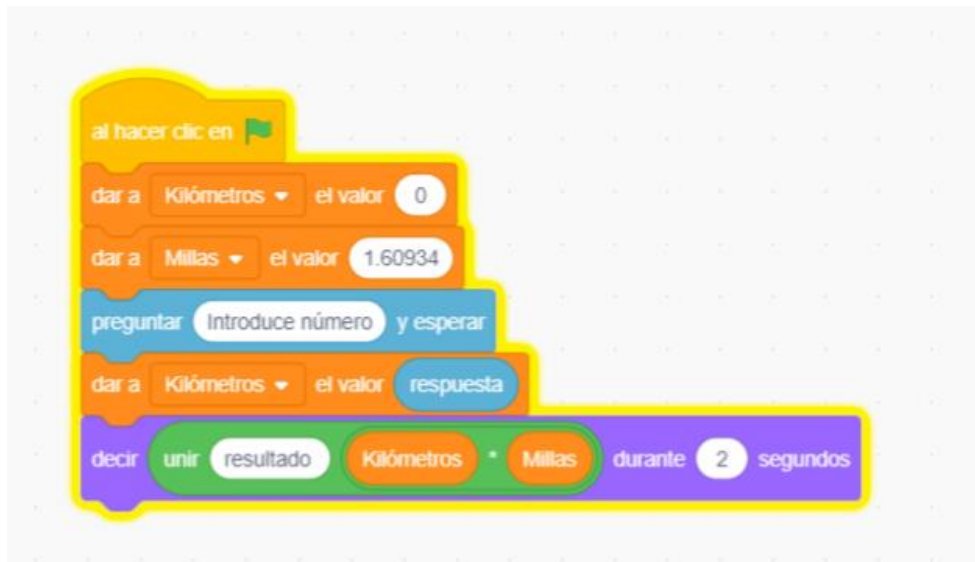 al hacer clic en
dar a Kilómetros el valor 0
dar a Millas el valor 1.60934
preguntar Introduce número y esperar
dar a Kilómetros el valor respuesta
decir unir resultado Kilómetros * Millas durante 2 segundos